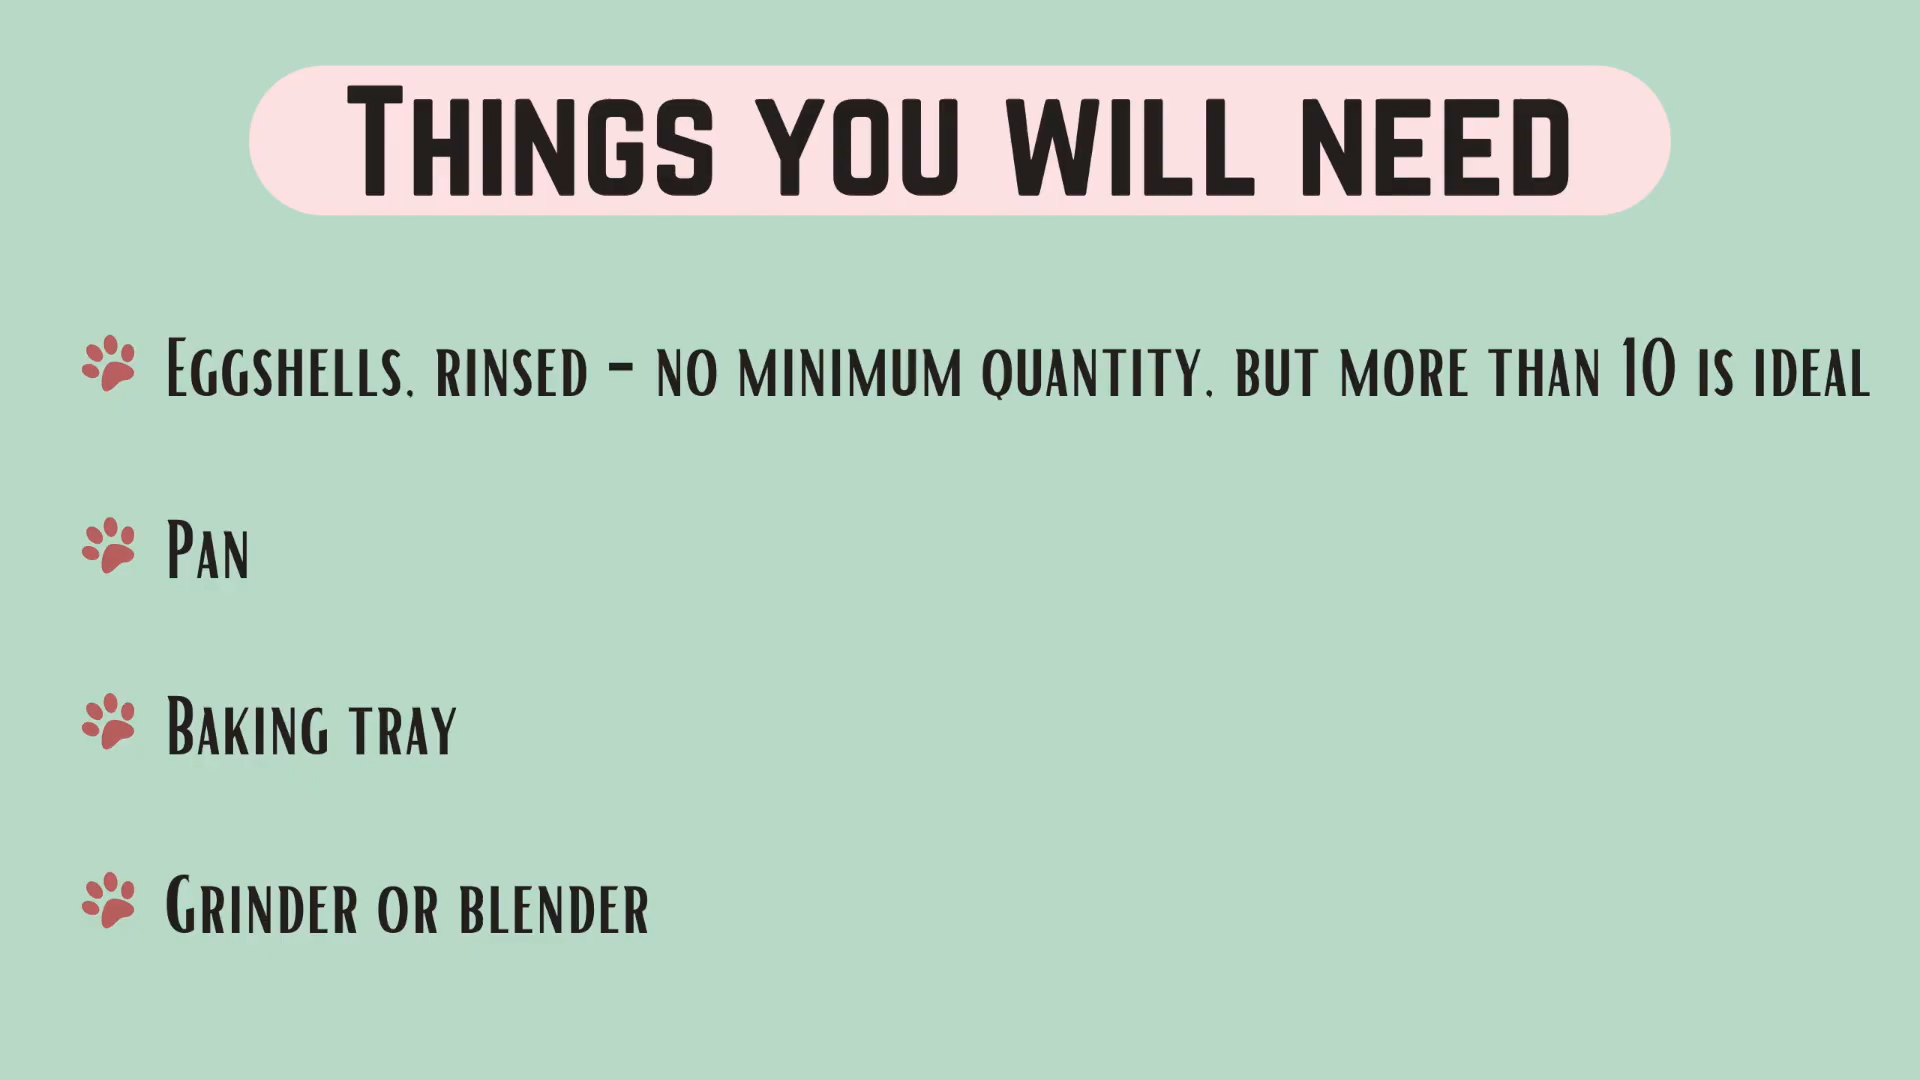 Things you will need
Eggshells, rinsed - no minimum quantity, but more than 10 is ideal
Pan
Baking tray
Grinder or blender